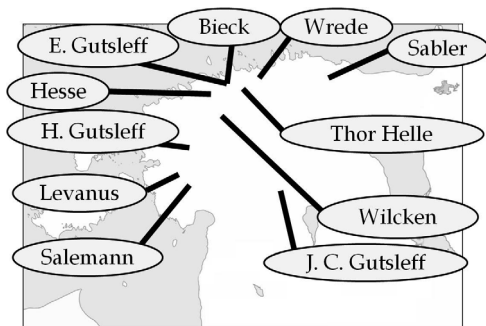 Bieck
Wrede
E. Gutsleff
Sabler
Hesse
H. Gutsleff
Thor Helle
Levanus
Wilcken
Salemann
J. C. Gutsleff